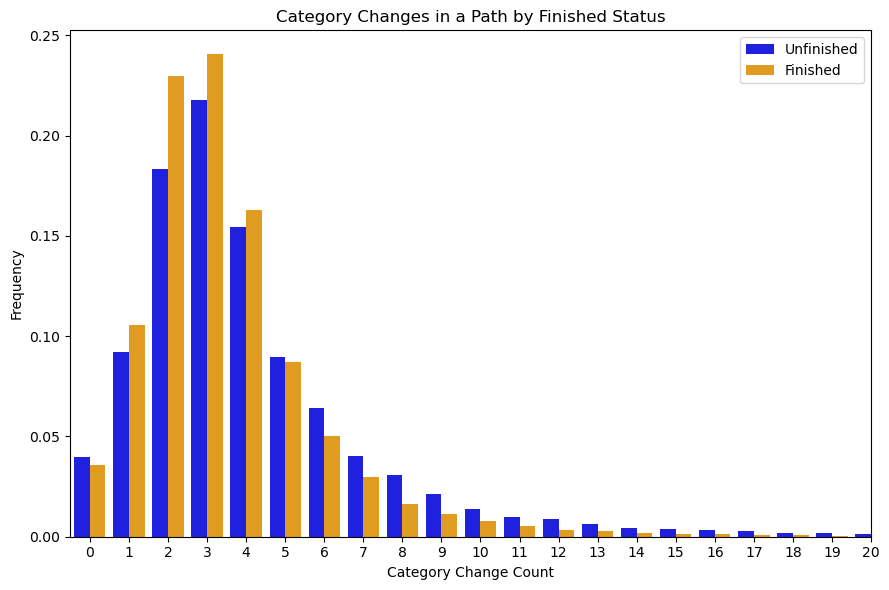 Category Changes in a Path by Finished Status
Unfinished
Finished
Frequency
0.25
0.20
0.15
0.10
0.05
0.00
0 1 2 3 4 5 6 7 8 9 10 11 12 13 14 15 16 17 18 19 20
Category Change Count